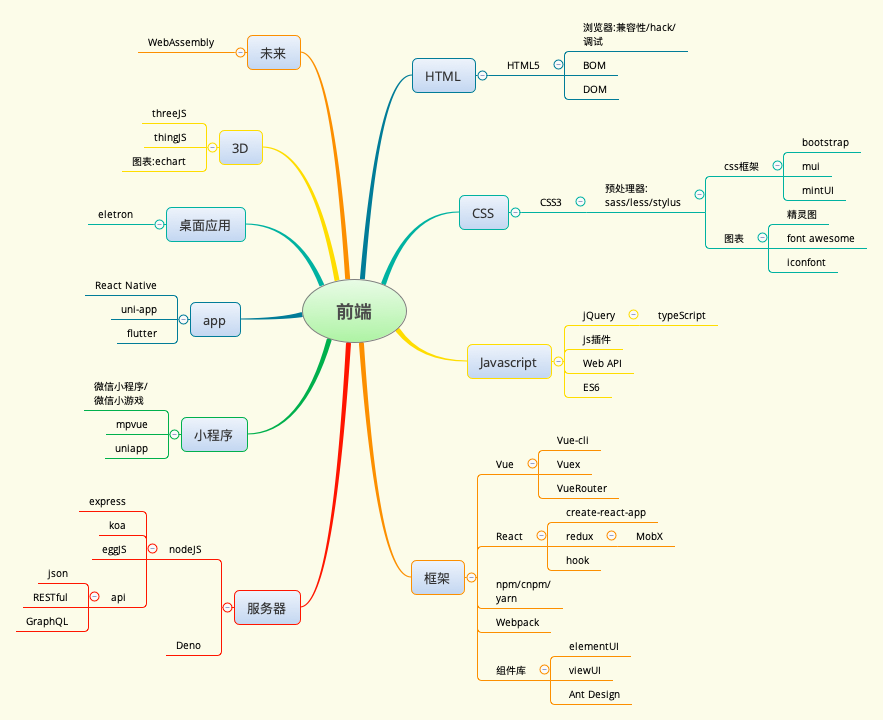 前端
HTML
HTML5
浏览器:兼容性/hack/
调试
BOM
DOM
CSS
CSS3
预处理器:
sass/less/stylus
css框架
bootstrap
mui
mintUI
图表
精灵图
font awesome
iconfont
Javascript
jQuery
typeScript
js插件
Web API
ES6
框架
Vue
Vue-cli
Vuex
VueRouter
React
create-react-app
redux
MobX
hook
npm/cnpm/
yarn
Webpack
组件库
elementUI
viewUI
Ant Design
未来
WebAssembly
3D
threeJS
thingJS
图表:echart
桌面应用
eletron
app
React Native
uni-app
flutter
小程序
微信小程序/
微信小游戏
mpvue
uniapp
服务器
nodeJS
express
koa
eggJS
api
json
RESTful
GraphQL
Deno